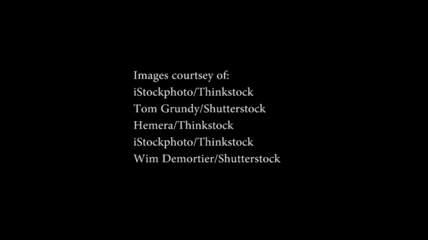 Images courtsey of:
iStockphoto/Thinkstock
Tom Grundy/Shutterstock
Hemera/Thinkstock
iStockphoto/Thinkstock
Wim Demortier/Shutterstock